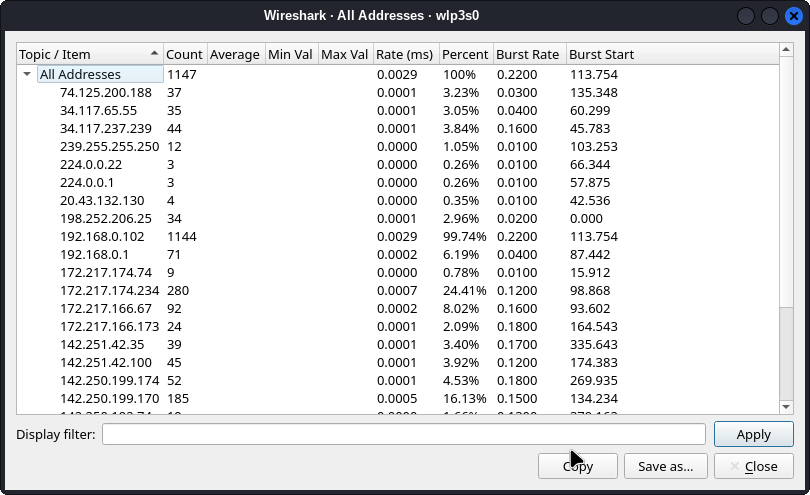 Wireshark · All Addresses · wlp3s0
Topic / Item Count Average Min Val Max Val Rate (ms) Percent Burst Rate Burst Start
All Addresses 1147 0.0029 100% 0.2200 113.754
74.125.200.188 37 0.0001 3.23% 0.0300 135.348
34.117.65.55 35 0.0001 3.05% 0.0400 60.299
34.117.237.239 44 0.0001 3.84% 0.1600 45.783
239.255.255.250 12 0.0000 1.05% 0.0100 103.253
224.0.0.22 3 0.0000 0.26% 0.0100 66.344
224.0.0.1 3 0.0000 0.26% 0.0100 57.875
20.43.132.130 4 0.0000 0.35% 0.0100 42.536
198.252.206.25 34 0.0001 2.96% 0.0200 0.000
192.168.0.102 1144 0.0029 99.74% 0.2200 113.754
192.168.0.1 71 0.0002 6.19% 0.0400 87.442
172.217.174.74 9 0.0000 0.78% 0.0100 15.912
172.217.174.234 280 0.0007 24.41% 0.1200 98.868
172.217.166.67 92 0.0002 8.02% 0.1600 93.602
172.217.166.173 24 0.0001 2.09% 0.1800 164.543
142.251.42.35 39 0.0001 3.40% 0.1700 335.643
142.251.42.100 45 0.0001 3.92% 0.1200 174.383
142.250.199.174 52 0.0001 4.53% 0.1800 269.935
142.250.199.170 185 0.0005 16.13% 0.1500 134.234
Display filter: Apply
Copy Save as... Close